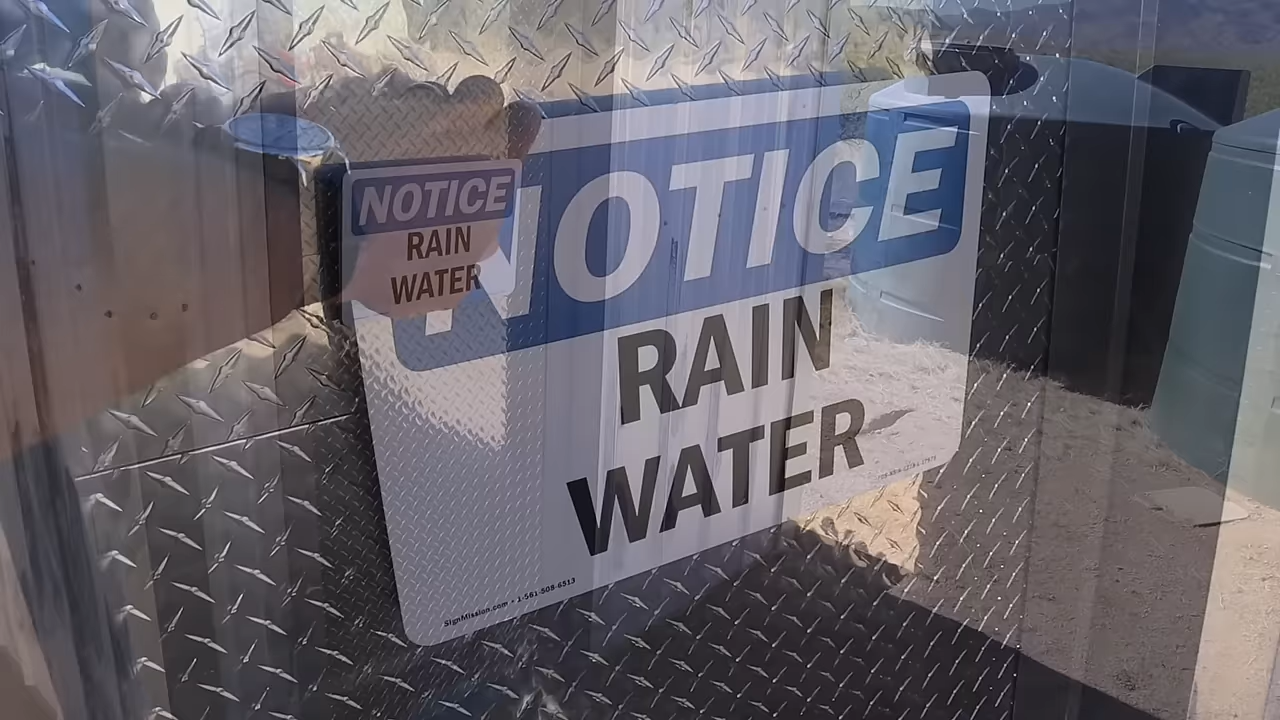 NOTICE
RAIN
WATER
NOTICE
RAIN
WATER
SignMission.com • 1-561-508-6513